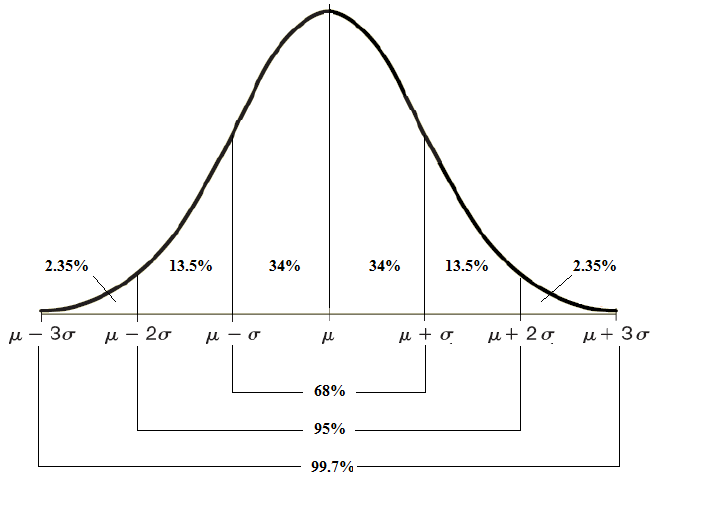 2.35% 13.5% 34% 34% 13.5% 2.35%
μ − 3σ μ − 2σ μ − σ μ μ + σ μ + 2σ μ + 3σ
68%
95%
99.7%